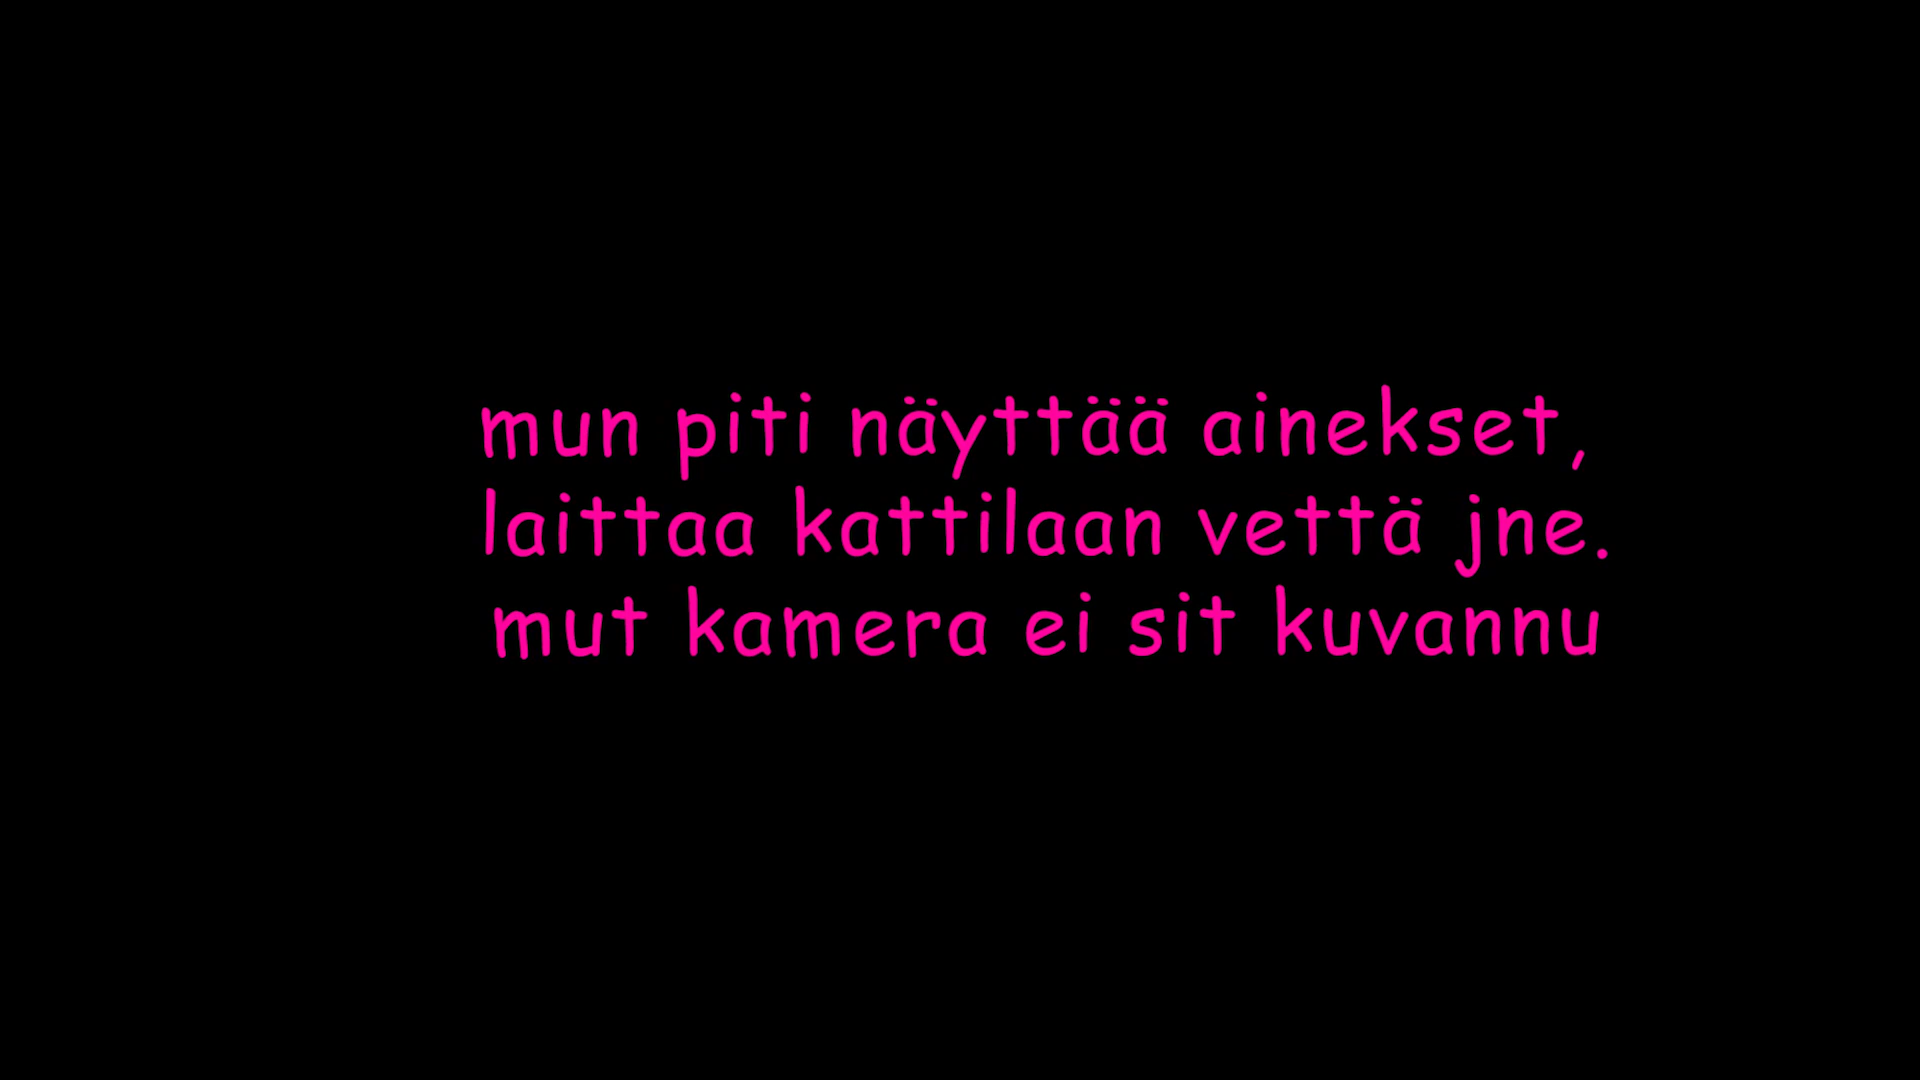 mun piti näyttää ainekset,
laittaa kattilaan vettä jne.
mut kamera ei sit kuvannu